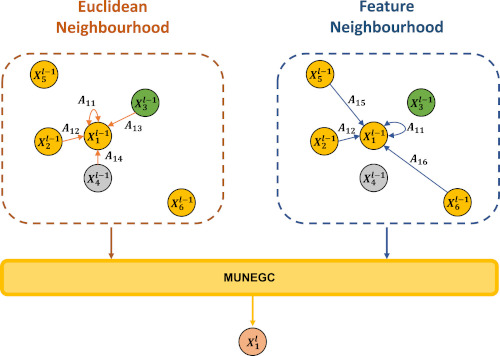 Euclidean
Neighbourhood
Feature
Neighbourhood
X_5^{l-1}
A_{11}
X_3^{l-1}
A_{12}
X_1^{l-1}
A_{13}
X_2^{l-1}
A_{14}
X_4^{l-1}
X_6^{l-1}
X_5^{l-1}
A_{15}
X_3^{l-1}
A_{12}
X_1^{l-1}
A_{11}
X_2^{l-1}
A_{16}
X_4^{l-1}
X_6^{l-1}
MUNEGC
X_1^l